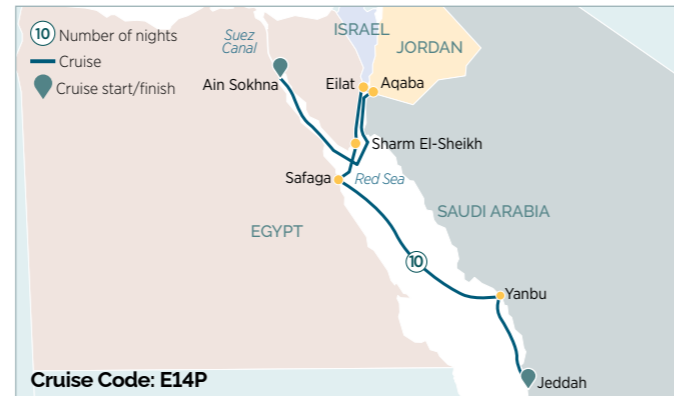 10 Number of nights
Cruise
Cruise start/finish
Suez
Canal
ISRAEL
JORDAN
Ain Sokhna
Eilat
Aqaba
Sharm El-Sheikh
Safaga
Red Sea
SAUDI ARABIA
EGYPT
10
Yanbu
Cruise Code: E14P
Jeddah